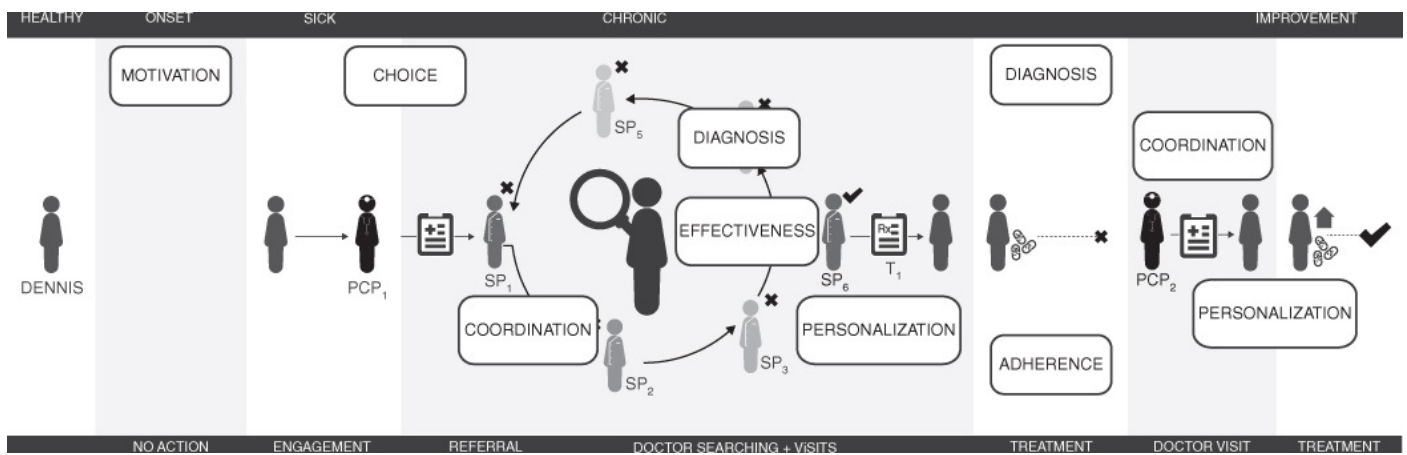 HEALTHY ONSET SICK CHRONIC IMPROVEMENT
MOTIVATION
CHOICE
DIAGNOSIS
DIAGNOSIS
COORDINATION
EFFECTIVENESS
SP5
SP1
SP6
Rx
T1
SP2
SP3
DENNIS
PCP1
PCP2
COORDINATION
PERSONALIZATION
PERSONALIZATION
ADHERENCE
NO ACTION ENGAGEMENT REFERRAL DOCTOR SEARCHING + ViSITS TREATMENT DOCTOR VISIT TREATMENT